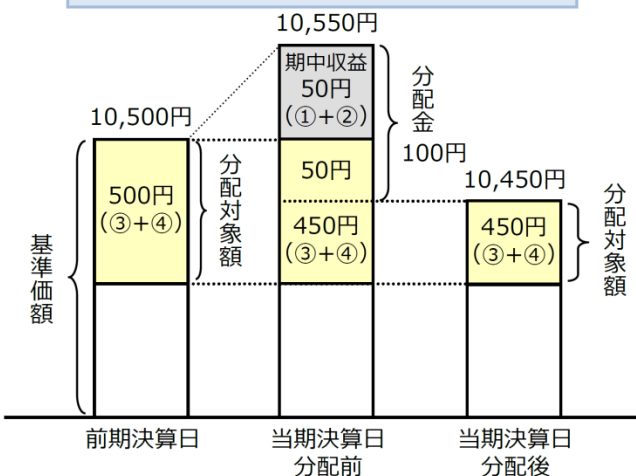 10,550円
期中収益
50円
(①+②)
分配金
10,500円
100円
50円
10,450円
500円
(③+④)
分配対象額
450円
(③+④)
450円
(③+④)
分配対象額
基準価額
前期決算日
当期決算日
分配前
当期決算日
分配後